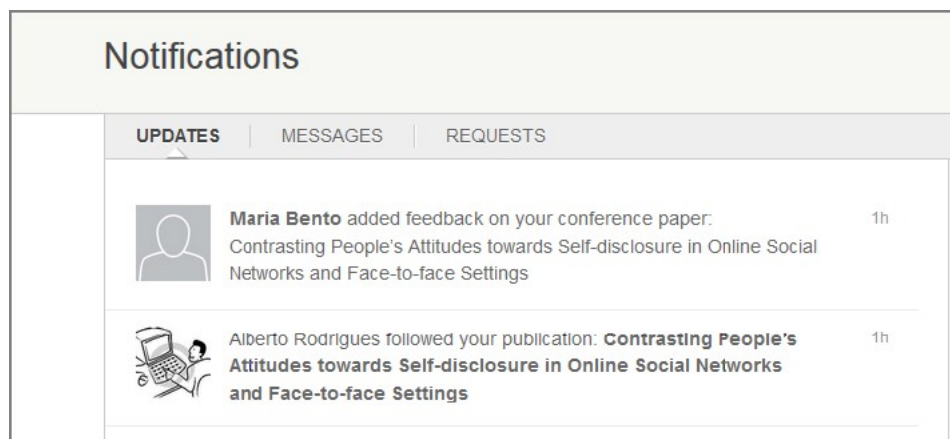 Notifications
UPDATES MESSAGES REQUESTS
Maria Bento added feedback on your conference paper: 1h
Contrasting People's Attitudes towards Self-disclosure in Online Social
Networks and Face-to-face Settings
Alberto Rodrigues followed your publication: Contrasting People's 1h
Attitudes towards Self-disclosure in Online Social Networks
and Face-to-face Settings